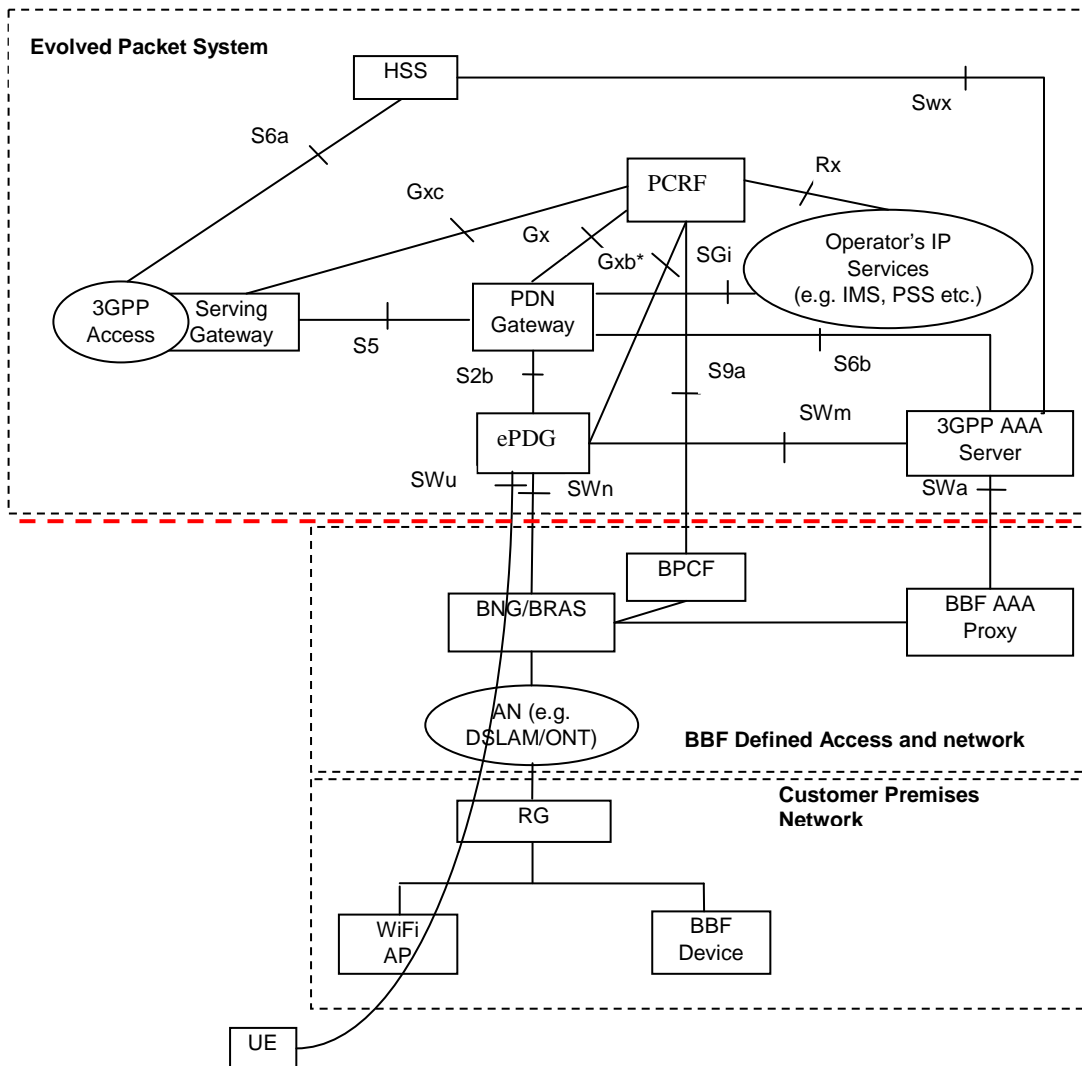 Evolved Packet System
HSS
Swx
S6a
PCRF
Rx
Gxc
Gx
Gxb*
SGi
Operator's IP
Services
(e.g. IMS, PSS etc.)
3GPP
Access
Serving
Gateway
PDN
Gateway
S5
S6b
S2b
S9a
SWm
ePDG
3GPP AAA
Server
SWu
SWn
SWa
BPCF
BNG/BRAS
BBF AAA
Proxy
AN (e.g.
DSLAM/ONT)
BBF Defined Access and network
Customer Premises
Network
RG
WiFi
AP
BBF
Device
UE